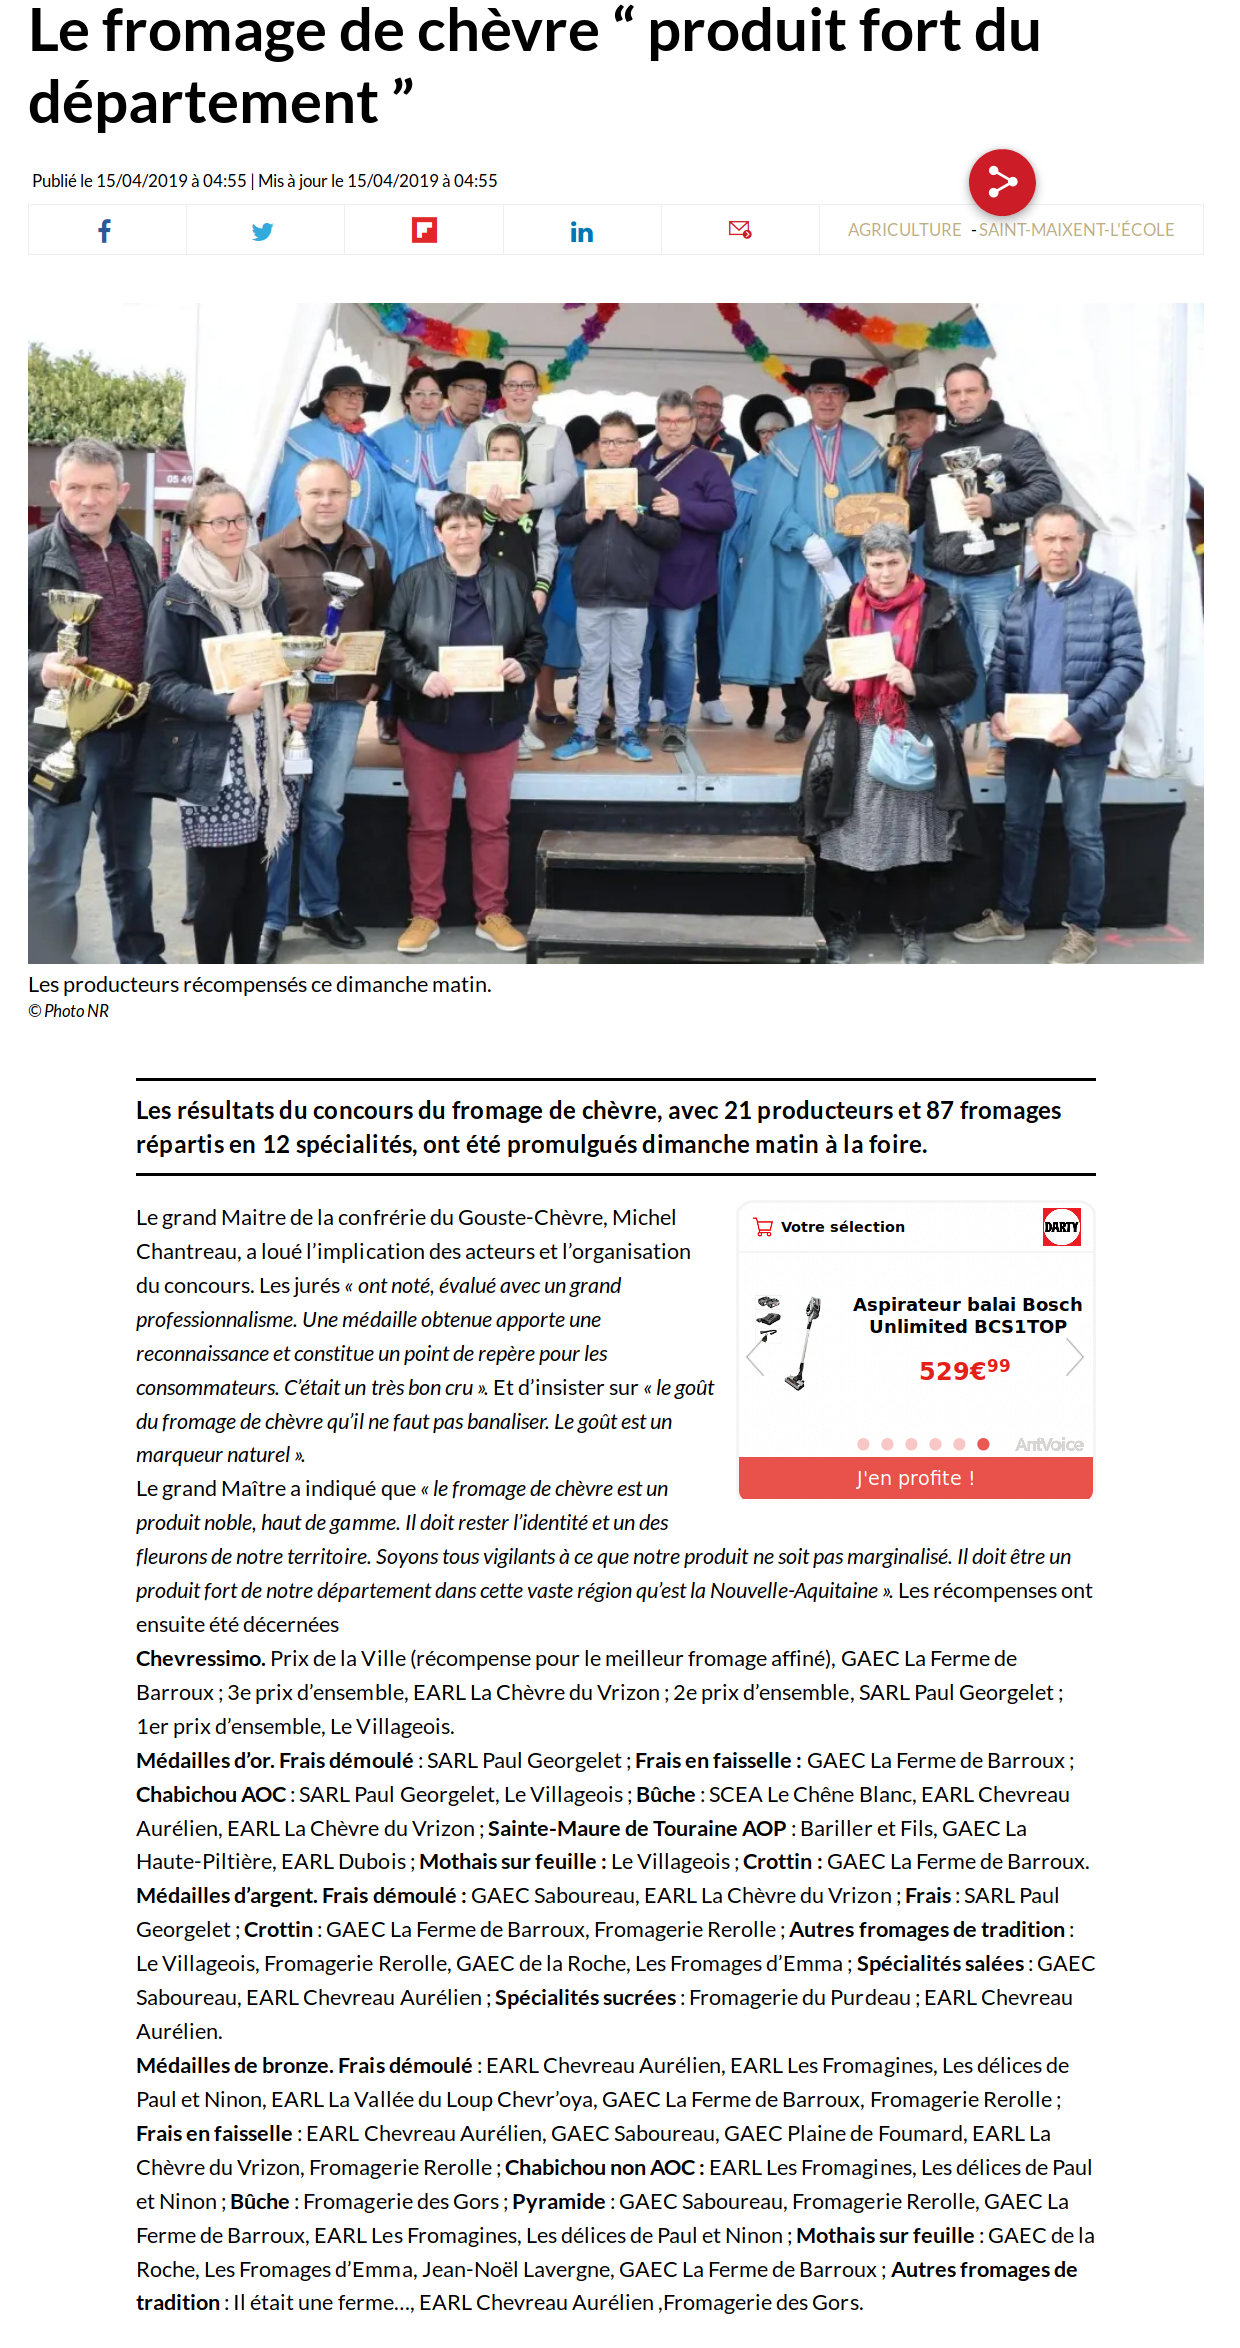 Le fromage de chèvre “ produit fort du
département ”
Publié le 15/04/2019 à 04:55 | Mis à jour le 15/04/2019 à 04:55
AGRICULTURE - SAINT-MAIXENT-L'ÉCOLE
05 49
Les producteurs récompensés ce dimanche matin.
© Photo NR
Les résultats du concours du fromage de chèvre, avec 21 producteurs et 87 fromages
répartis en 12 spécialités, ont été promulgués dimanche matin à la foire.
Le grand Maitre de la confrérie du Gouste-Chèvre, Michel
Chantreau, a loué l’implication des acteurs et l’organisation
du concours. Les jurés « ont noté, évalué avec un grand
professionnalisme. Une médaille obtenue apporte une
reconnaissance et constitue un point de repère pour les
consommateurs. C’était un très bon cru ». Et d’insister sur « le goût
du fromage de chèvre qu’il ne faut pas banaliser. Le goût est un
marqueur naturel ».
Votre sélection
DARTY
Aspirateur balai Bosch
Unlimited BCS1TOP
529€99
AntVoice
J'en profite !
Le grand Maître a indiqué que « le fromage de chèvre est un
produit noble, haut de gamme. Il doit rester l’identité et un des
fleurons de notre territoire. Soyons tous vigilants à ce que notre produit ne soit pas marginalisé. Il doit être un
produit fort de notre département dans cette vaste région qu’est la Nouvelle-Aquitaine ». Les récompenses ont
ensuite été décernées
Chevressimo. Prix de la Ville (récompense pour le meilleur fromage affiné), GAEC La Ferme de
Barroux ; 3e prix d’ensemble, EARL La Chèvre du Vrizon ; 2e prix d’ensemble, SARL Paul Georgelet ;
1er prix d’ensemble, Le Villageois.
Médailles d’or. Frais démoulé : SARL Paul Georgelet ; Frais en faisselle : GAEC La Ferme de Barroux ;
Chabichou AOC : SARL Paul Georgelet, Le Villageois ; Bûche : SCEA Le Chêne Blanc, EARL Chevreau
Aurélien, EARL La Chèvre du Vrizon ; Sainte-Maure de Touraine AOP : Bariller et Fils, GAEC La
Haute-Piltière, EARL Dubois ; Mothais sur feuille : Le Villageois ; Crottin : GAEC La Ferme de Barroux.
Médailles d’argent. Frais démoulé : GAEC Saboureau, EARL La Chèvre du Vrizon ; Frais : SARL Paul
Georgelet ; Crottin : GAEC La Ferme de Barroux, Fromagerie Rerolle ; Autres fromages de tradition :
Le Villageois, Fromagerie Rerolle, GAEC de la Roche, Les Fromages d’Emma ; Spécialités salées : GAEC
Saboureau, EARL Chevreau Aurélien ; Spécialités sucrées : Fromagerie du Purdeau ; EARL Chevreau
Aurélien.
Médailles de bronze. Frais démoulé : EARL Chevreau Aurélien, EARL Les Fromagines, Les délices de
Paul et Ninon, EARL La Vallée du Loup Chevr’oya, GAEC La Ferme de Barroux, Fromagerie Rerolle ;
Frais en faisselle : EARL Chevreau Aurélien, GAEC Saboureau, GAEC Plaine de Foumard, EARL La
Chèvre du Vrizon, Fromagerie Rerolle ; Chabichou non AOC : EARL Les Fromagines, Les délices de Paul
et Ninon ; Bûche : Fromagerie des Gors ; Pyramide : GAEC Saboureau, Fromagerie Rerolle, GAEC La
Ferme de Barroux, EARL Les Fromagines, Les délices de Paul et Ninon ; Mothais sur feuille : GAEC de la
Roche, Les Fromages d’Emma, Jean-Noël Lavergne, GAEC La Ferme de Barroux ; Autres fromages de
tradition : Il était une ferme…, EARL Chevreau Aurélien ,Fromagerie des Gors.